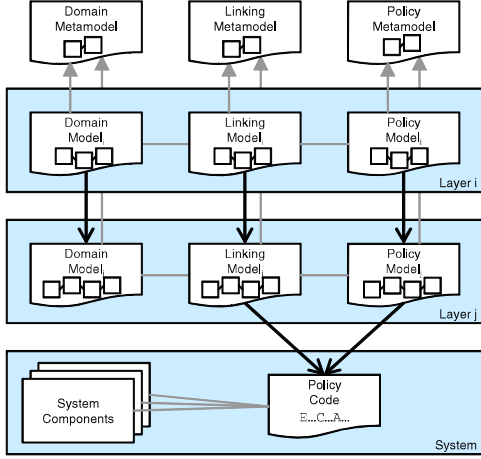 Domain
Metamodel
Linking
Metamodel
Policy
Metamodel
Domain
Model i
Linking
Model i
Policy
Model i
Layer i
Domain
Model j
Linking
Model j
Policy
Model j
Layer j
System
Components
Policy
Code
E...C...A...
System